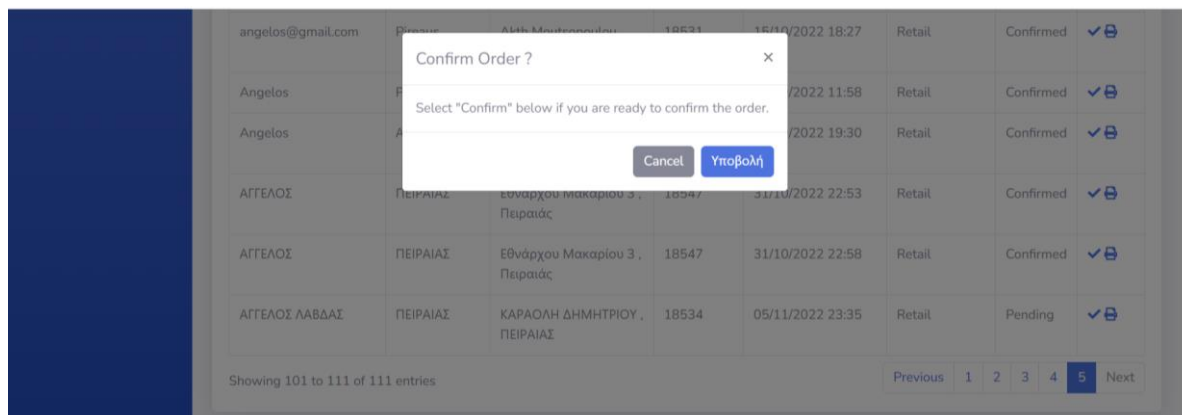 angelos@gmail.com Piraeus Akth Moutsopoulou 18531 15/10/2022 18:27 Retail Confirmed
Confirm Order ? ×
Angelos /2022 11:58 Retail Confirmed
Select "Confirm" below if you are ready to confirm the order.
Angelos /2022 19:30 Retail Confirmed
Cancel Υποβολή
ΑΓΓΕΛΟΣ ΠΕΙΡΑΙΑΣ Εθνάρχου Μακαρίου 3 , 18547 31/10/2022 22:53 Retail Confirmed
Πειραιάς
ΑΓΓΕΛΟΣ ΠΕΙΡΑΙΑΣ Εθνάρχου Μακαρίου 3 , 18547 31/10/2022 22:58 Retail Confirmed
Πειραιάς
ΑΓΓΕΛΟΣ ΛΑΒΔΑΣ ΠΕΙΡΑΙΑΣ ΚΑΡΑΟΛΗ ΔΗΜΗΤΡΙΟΥ , 18534 05/11/2022 23:35 Retail Pending
ΠΕΙΡΑΙΑΣ
Showing 101 to 111 of 111 entries Previous 1 2 3 4 5 Next